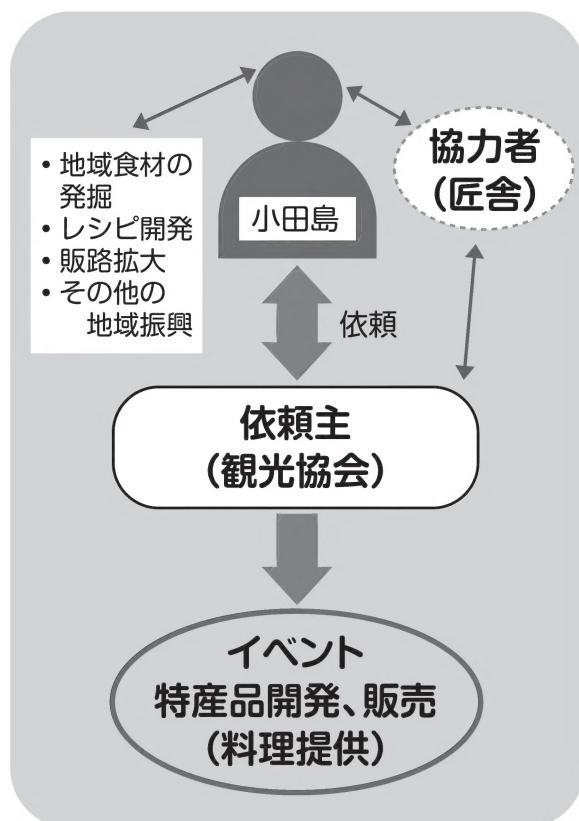 ・地域食材の
発掘
・レシピ開発
・販路拡大
・その他の
地域振興
小田島
協力者
(匠舎)
依頼
依頼主
(観光協会)
イベント
特産品開発、販売
(料理提供)